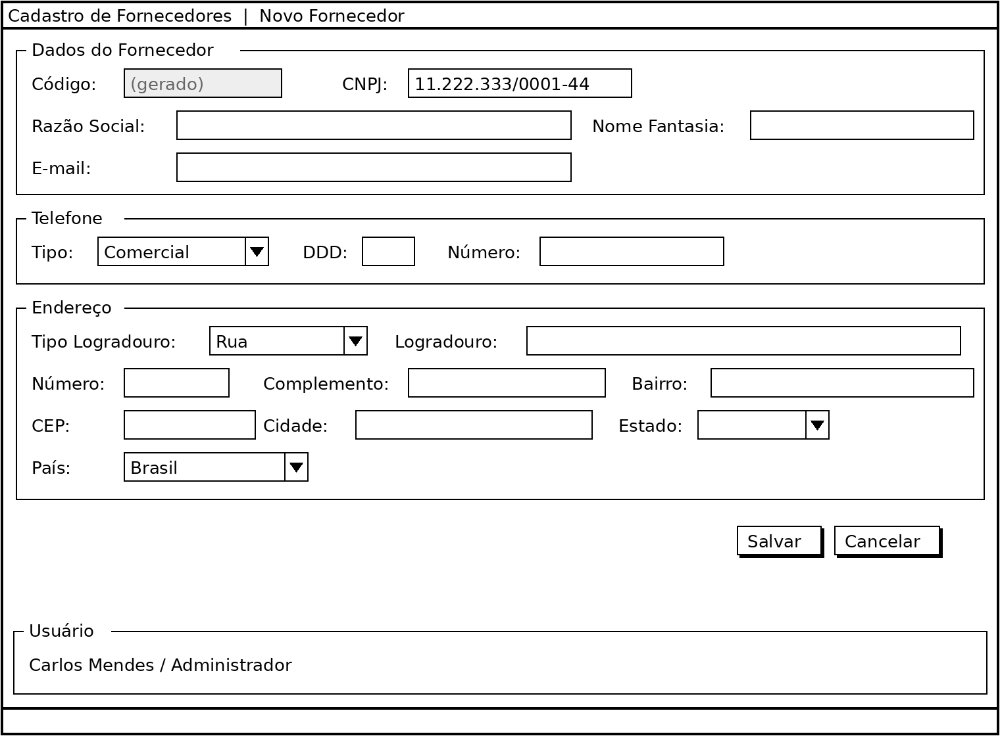 Cadastro de Fornecedores | Novo Fornecedor
Dados do Fornecedor
Código: (gerado) CNPJ: 11.222.333/0001-44
Razão Social: Nome Fantasia:
E-mail:
Telefone
Tipo: Comercial DDD: Número:
Endereço
Tipo Logradouro: Rua Logradouro:
Número: Complemento: Bairro:
CEP: Cidade: Estado:
País: Brasil
Salvar Cancelar
Usuário
Carlos Mendes / Administrador